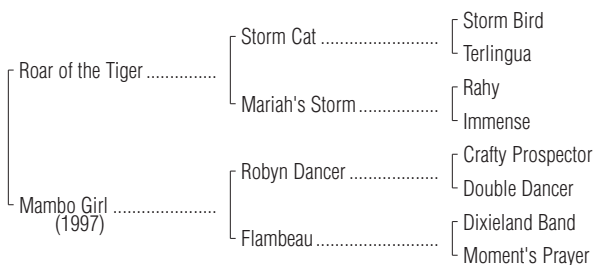 Storm Bird
Storm Cat ..........................
Terlingua
Roar of the Tiger ...............
Rahy
Mariah's Storm .................
Immense
Crafty Prospector
Robyn Dancer ...................
Double Dancer
Mambo Girl ......................
(1997)
Dixieland Band
Flambeau ..........................
Moment's Prayer